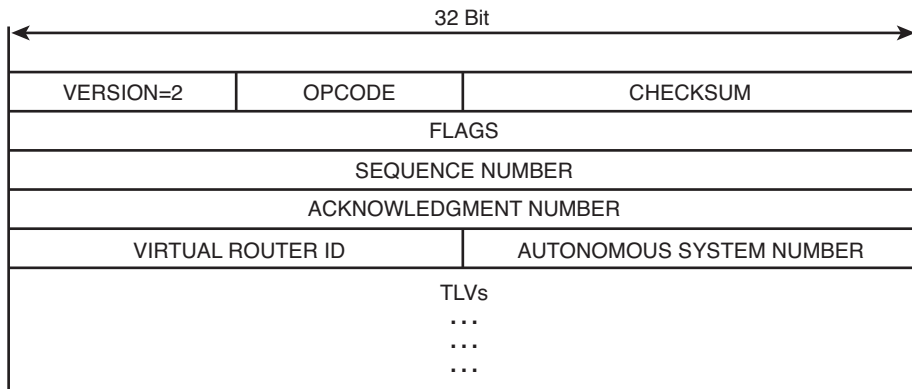 32 Bit
VERSION=2 OPCODE CHECKSUM
FLAGS
SEQUENCE NUMBER
ACKNOWLEDGMENT NUMBER
VIRTUAL ROUTER ID AUTONOMOUS SYSTEM NUMBER
TLVs
...
...
...